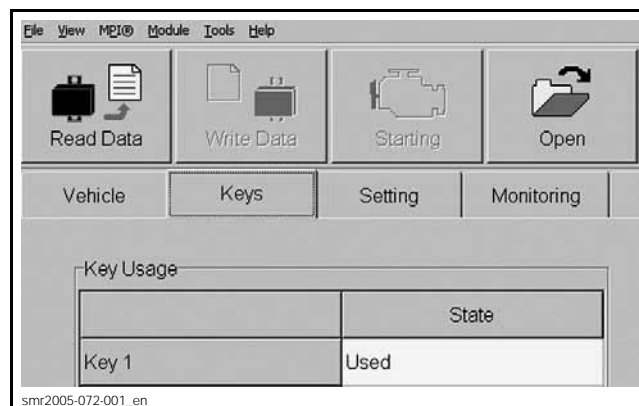 File View MPI® Module Tools Help
Read Data Write Data Starting Open
Vehicle Keys Setting Monitoring
Key Usage
State
Key 1 Used
smr2005-072-001_en